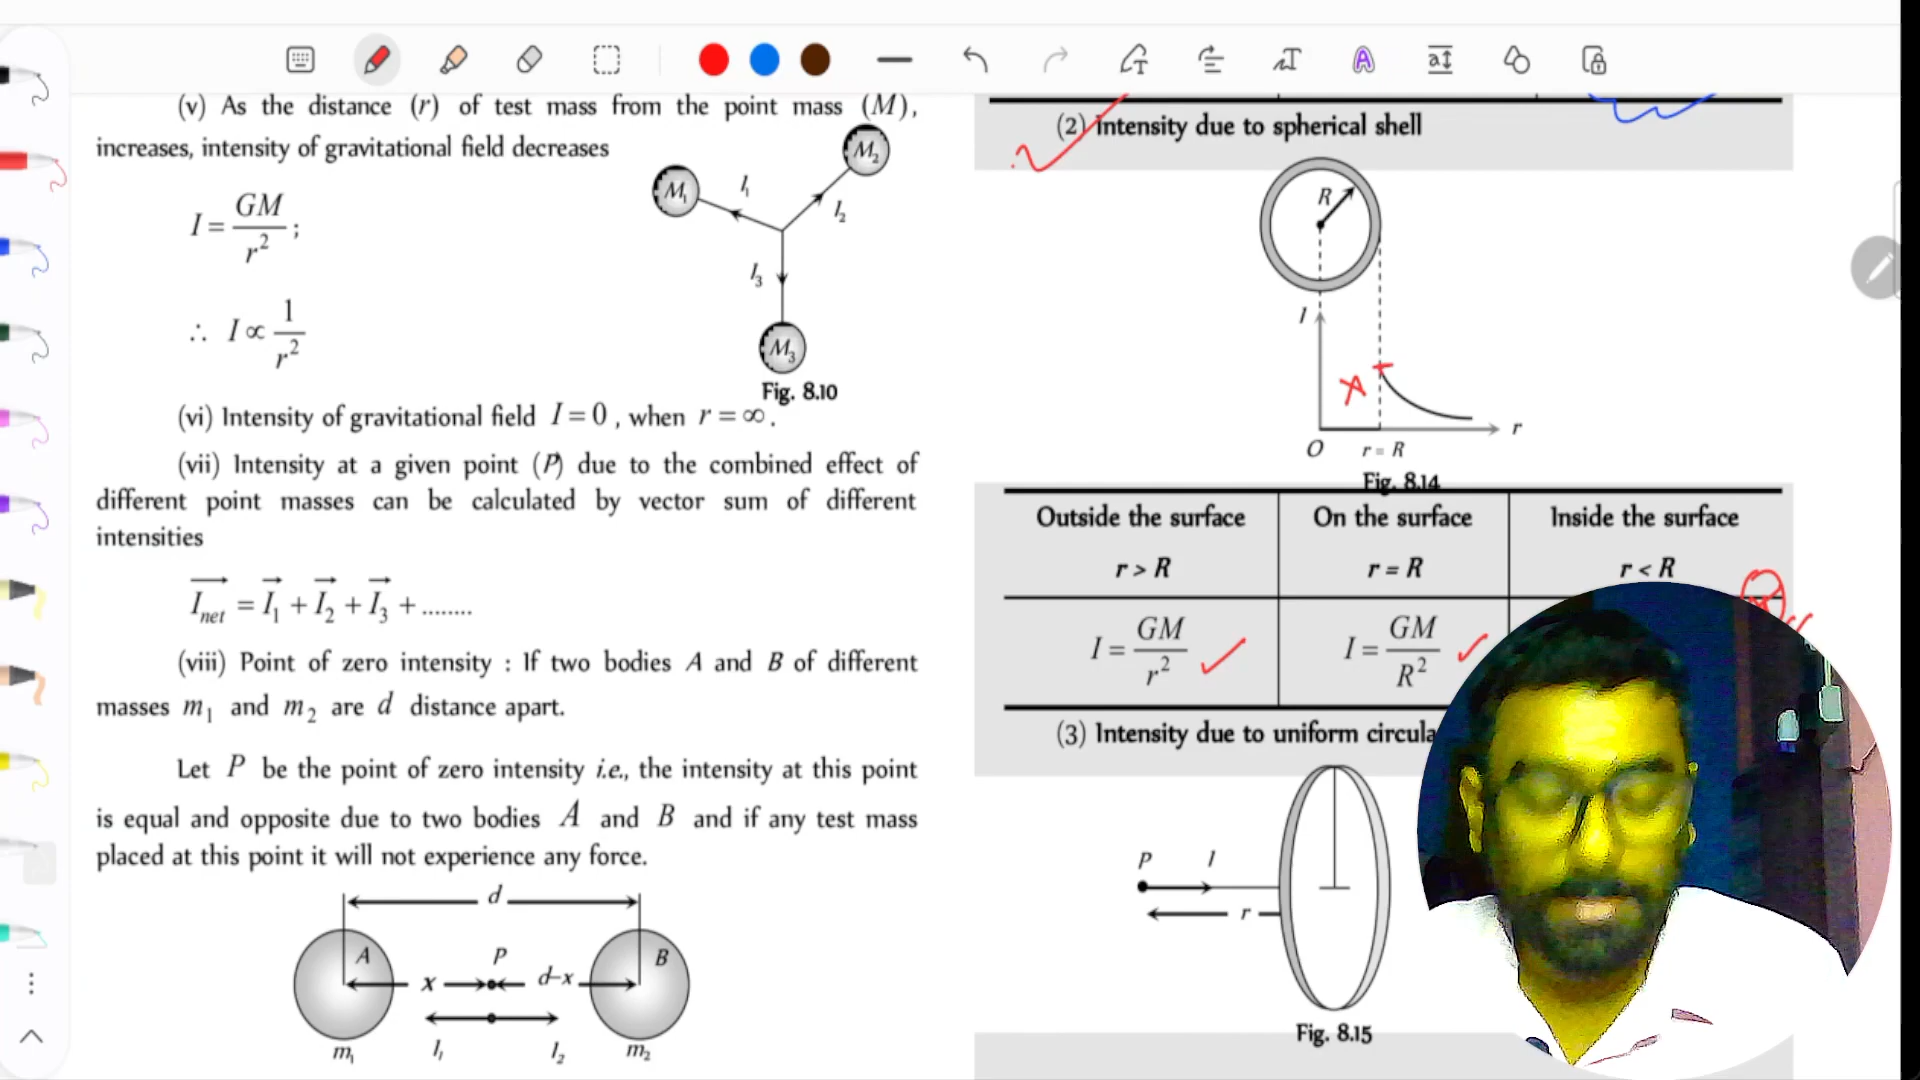 (v) As the distance (r) of test mass from the point mass (M),
increases, intensity of gravitational field decreases
I = GM / r² ;
∴ I ∝ 1 / r²
M₁
I₁
M₂
I₂
I₃
M₃
Fig. 8.10
(vi) Intensity of gravitational field I = 0 , when r = ∞ .
(vii) Intensity at a given point (P) due to the combined effect of
different point masses can be calculated by vector sum of different
intensities
I⃗net = I⃗₁ + I⃗₂ + I⃗₃ + ........
(viii) Point of zero intensity : If two bodies A and B of different
masses m₁ and m₂ are d distance apart.
Let P be the point of zero intensity i.e., the intensity at this point
is equal and opposite due to two bodies A and B and if any test mass
placed at this point it will not experience any force.
d
A
P
B
x
d–x
m₁
I₁
I₂
m₂
(2) Intensity due to spherical shell
R
I
O
r = R
r
Fig. 8.14
Outside the surface
r > R
On the surface
r = R
Inside the surface
r < R
I = GM / r²
I = GM / R²
(3) Intensity due to uniform
P
I
r
Fig. 8.15